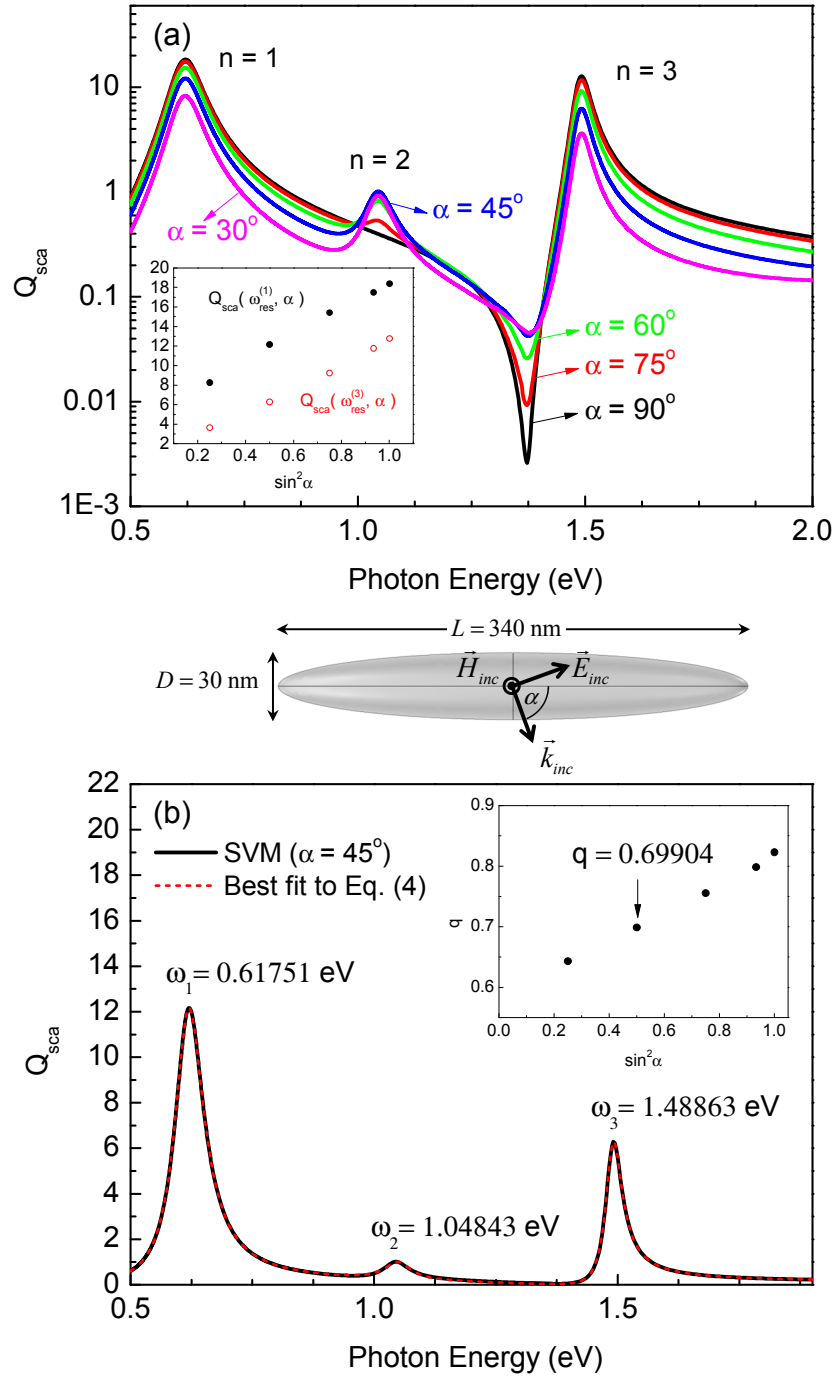 (a)
n = 1
n = 2
n = 3
α = 30°
α = 45°
α = 60°
α = 75°
α = 90°
Q_sca
10
1
0.1
0.01
1E-3
0.5
1.0
1.5
2.0
Photon Energy (eV)
20
18
16
14
12
10
8
6
4
2
Q_sca(ω_res^(1), α)
Q_sca(ω_res^(3), α)
0.2 0.4 0.6 0.8 1.0
sin²α
L = 340 nm
D = 30 nm
H_inc
E_inc
α
k_inc
(b)
SVM (α = 45°)
Best fit to Eq. (4)
ω₁= 0.61751 eV
ω₂= 1.04843 eV
ω₃= 1.48863 eV
Q_sca
22
20
18
16
14
12
10
8
6
4
2
0
0.5
1.0
1.5
Photon Energy (eV)
0.9
0.8
0.7
0.6
q
q = 0.69904
0.0 0.2 0.4 0.6 0.8 1.0
sin²α